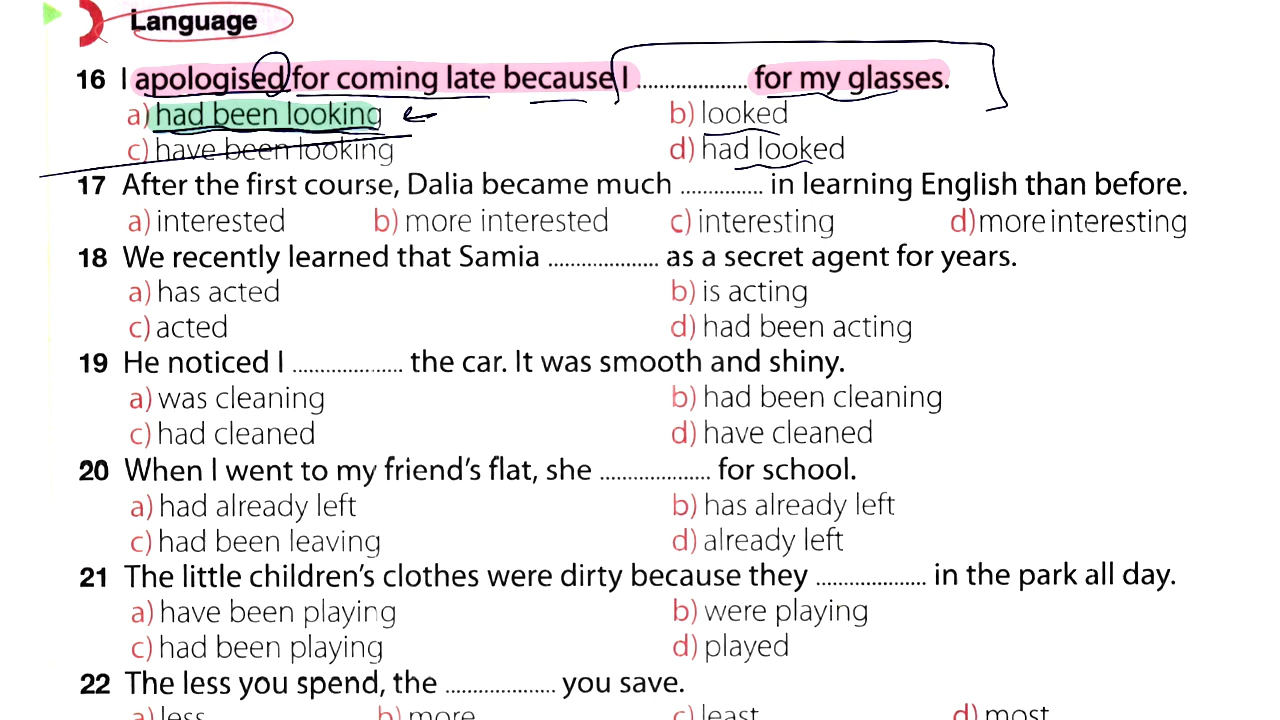 Language
16 I apologised for coming late because I .................... for my glasses.
a) had been looking b) looked
c) have been looking d) had looked
17 After the first course, Dalia became much ............... in learning English than before.
a) interested b) more interested c) interesting d) more interesting
18 We recently learned that Samia .................... as a secret agent for years.
a) has acted b) is acting
c) acted d) had been acting
19 He noticed I .................... the car. It was smooth and shiny.
a) was cleaning b) had been cleaning
c) had cleaned d) have cleaned
20 When I went to my friend's flat, she .................... for school.
a) had already left b) has already left
c) had been leaving d) already left
21 The little children's clothes were dirty because they .................... in the park all day.
a) have been playing b) were playing
c) had been playing d) played
22 The less you spend, the .................... you save.
a) less b) more c) least d) most